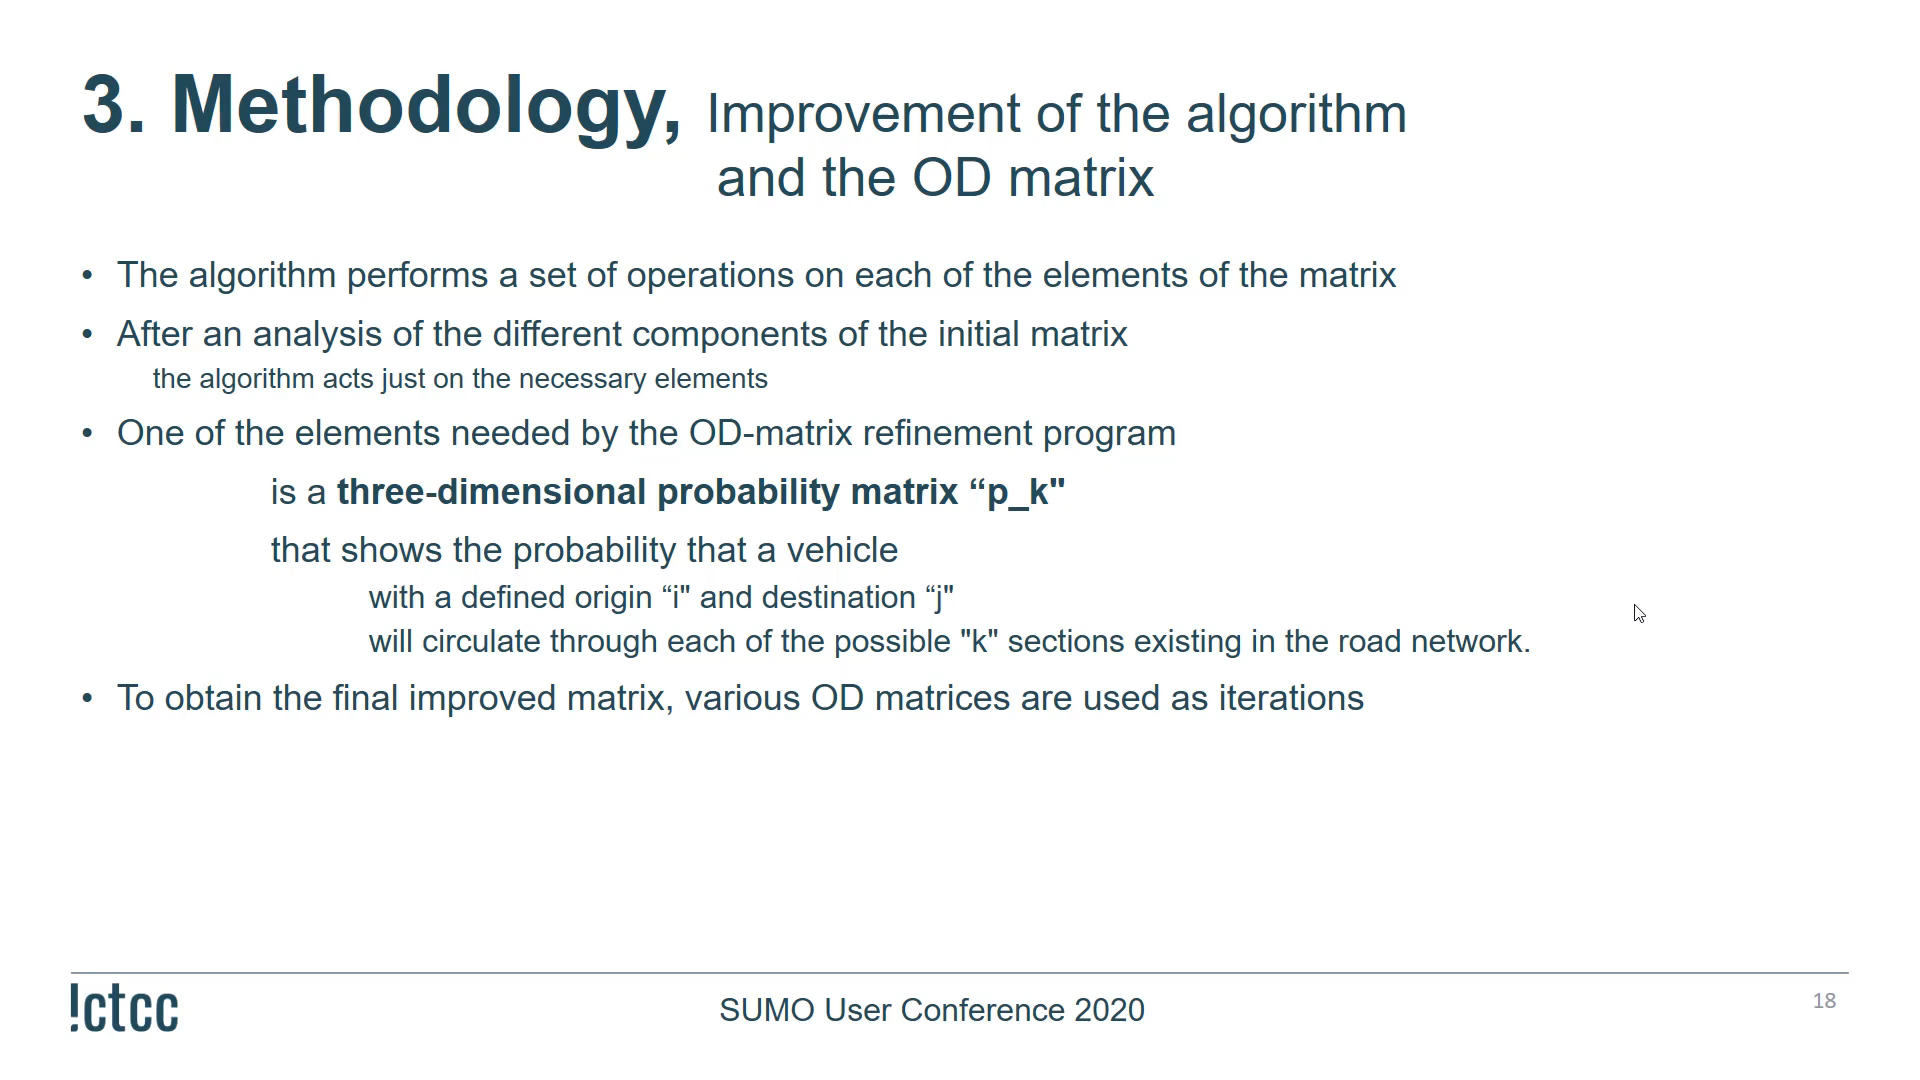 3. Methodology, Improvement of the algorithm
and the OD matrix
• The algorithm performs a set of operations on each of the elements of the matrix
• After an analysis of the different components of the initial matrix
the algorithm acts just on the necessary elements
• One of the elements needed by the OD-matrix refinement program
is a three-dimensional probability matrix “p_k"
that shows the probability that a vehicle
with a defined origin “i" and destination “j"
will circulate through each of the possible "k" sections existing in the road network.
• To obtain the final improved matrix, various OD matrices are used as iterations
!ctcc
SUMO User Conference 2020
18